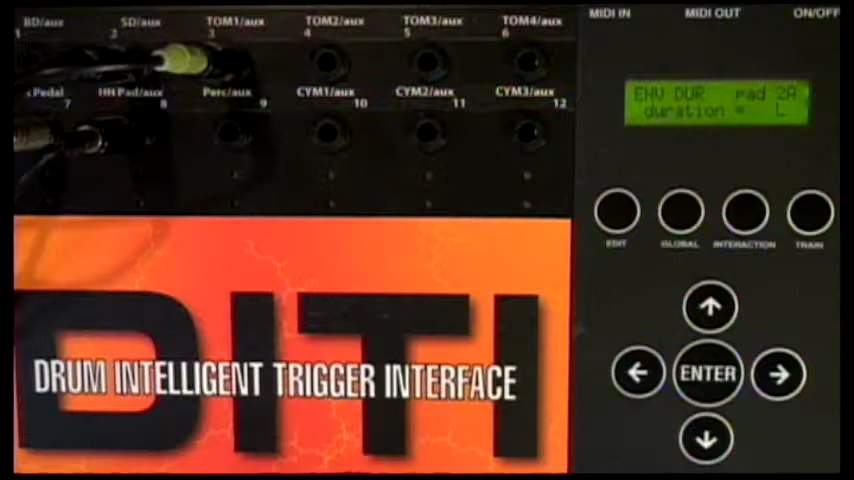 BD/aux SD/aux TOM1/aux TOM2/aux TOM3/aux TOM4/aux
1 2 3 4 5 6
Pedal HH Pad/aux Perc/aux CYM1/aux CYM2/aux CYM3/aux
7 8 9 10 11 12
MIDI IN MIDI OUT ON/OFF
ENV DUR pad 2A
duration = L
EDIT GLOBAL INTERACTION TRAIN
ENTER
DITI
DRUM INTELLIGENT TRIGGER INTERFACE